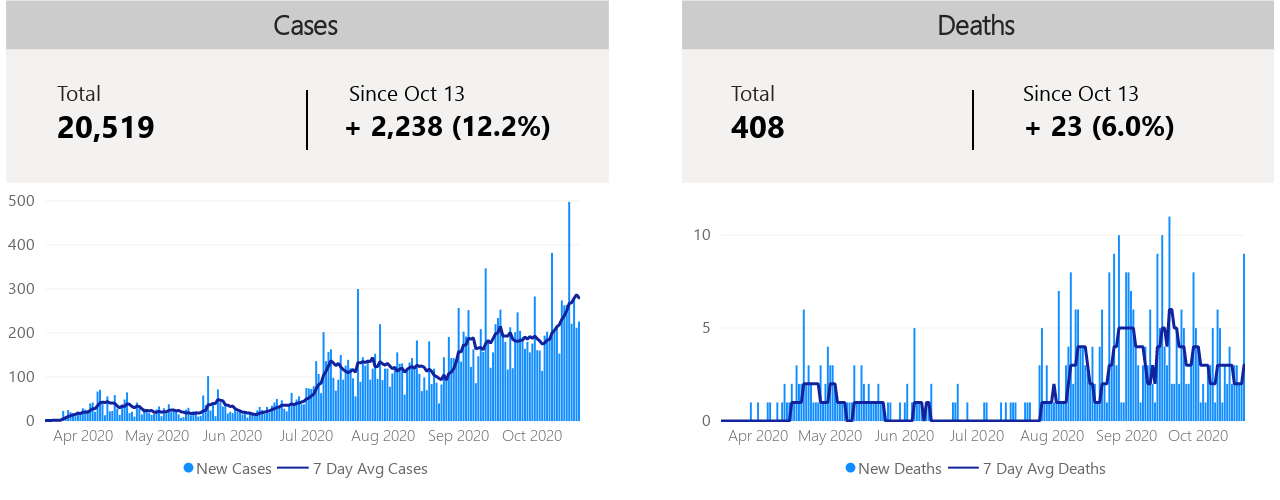 Cases
Total
Since Oct 13
20,519
+ 2,238 (12.2%)
500
400
300
200
100
0
Apr 2020 May 2020 Jun 2020 Jul 2020 Aug 2020 Sep 2020 Oct 2020
New Cases 7 Day Avg Cases
Deaths
Total
Since Oct 13
408
+ 23 (6.0%)
10
5
0
Apr 2020 May 2020 Jun 2020 Jul 2020 Aug 2020 Sep 2020 Oct 2020
New Deaths 7 Day Avg Deaths